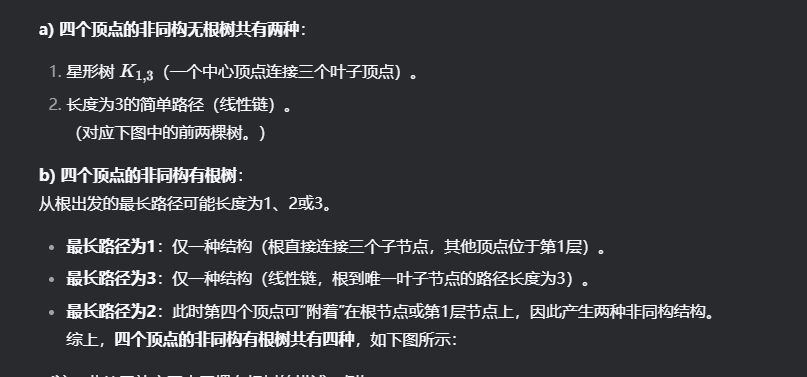 a) 四个顶点的非同构无根树共有两种：
1. 星形树 K1,3（一个中心顶点连接三个叶子顶点）。
2. 长度为3的简单路径（线性链）。
（对应下图中的前两棵树。）
b) 四个顶点的非同构有根树：
从根出发的最长路径可能长度为1、2或3。
• 最长路径为1：仅一种结构（根直接连接三个子节点，其他顶点位于第1层）。
• 最长路径为3：仅一种结构（线性链，根到唯一叶子节点的路径长度为3）。
• 最长路径为2：此时第四个顶点可“附着”在根节点或第1层节点上，因此产生两种非同构结构。
综上，四个顶点的非同构有根树共有四种，如下图所示：